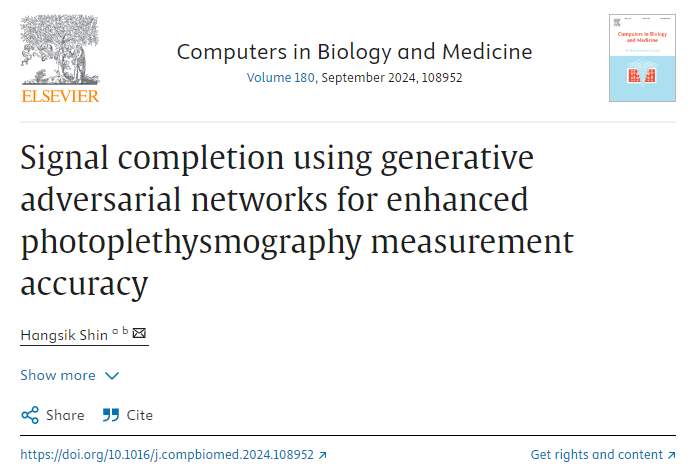 ELSEVIER
Computers in Biology and Medicine
Volume 180, September 2024, 108952
Computers in Biology
and Medicine
Signal completion using generative
adversarial networks for enhanced
photoplethysmography measurement
accuracy
Hangsik Shin a b
Show more
Share
Cite
https://doi.org/10.1016/j.compbiomed.2024.108952
Get rights and content